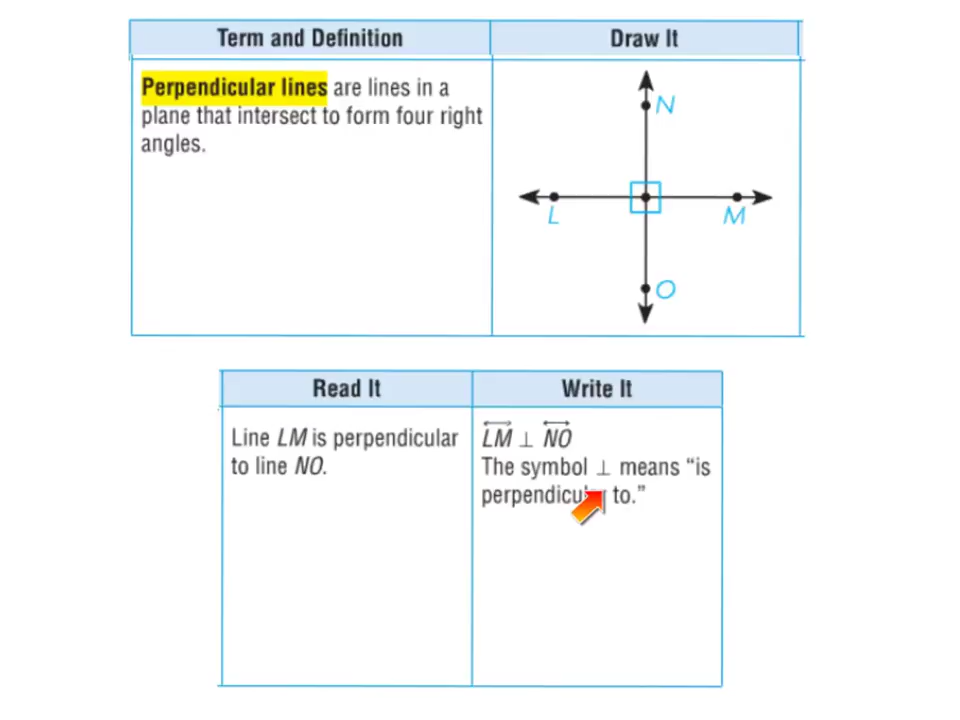 Term and Definition
Draw It
Perpendicular lines are lines in a
plane that intersect to form four right
angles.
N
L
M
O
Read It
Write It
Line LM is perpendicular
to line NO.
LM ⊥ NO
The symbol ⊥ means “is
perpendicular to.”